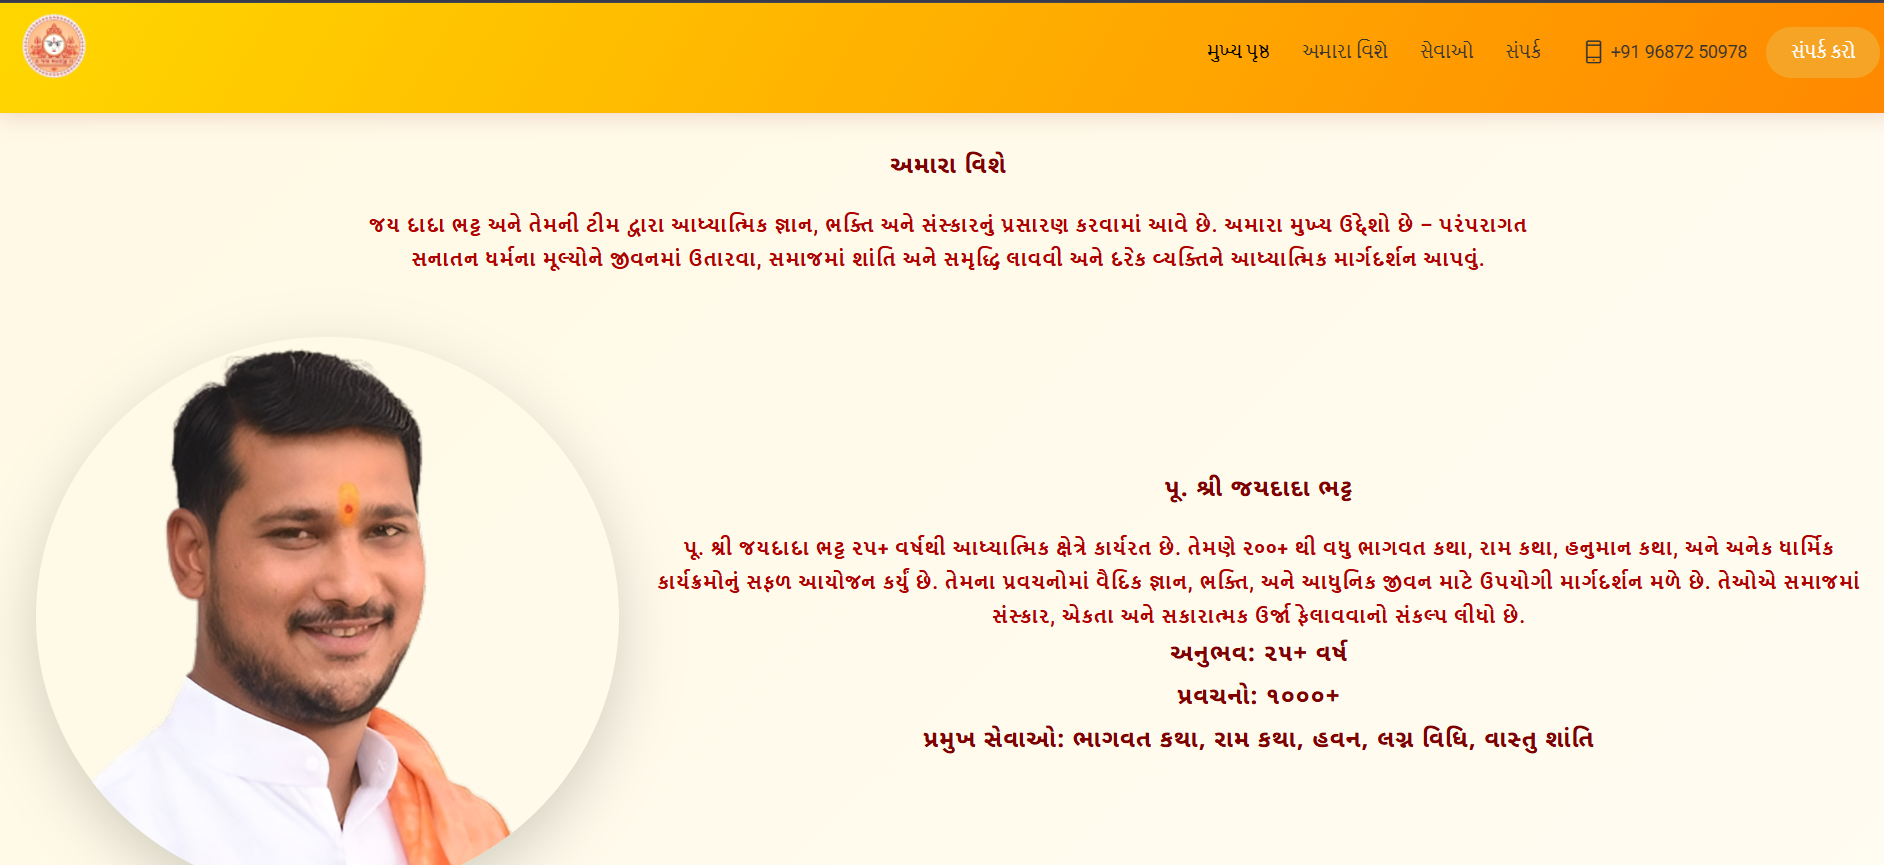 મુખ્ય પૃષ્ઠ અમારા વિશે સેવાઓ સંપર્ક +91 96872 50978 સંપર્ક કરો
અમારા વિશે
જય દાદા ભટ્ટ અને તેમની ટીમ દ્વારા આધ્યાત્મિક જ્ઞાન, ભક્તિ અને સંસ્કારનું પ્રસારણ કરવામાં આવે છે. અમારા મુખ્ય ઉદ્દેશો છે – પરંપરાગત
સનાતન ધર્મના મૂલ્યોને જીવનમાં ઉતારવા, સમાજમાં શાંતિ અને સમૃદ્ધિ લાવવી અને દરેક વ્યક્તિને આધ્યાત્મિક માર્ગદર્શન આપવું.
પૂ. શ્રી જયદાદા ભટ્ટ
પૂ. શ્રી જયદાદા ભટ્ટ ૨૫+ વર્ષથી આધ્યાત્મિક ક્ષેત્રે કાર્યરત છે. તેમણે ૨૦૦+ થી વધુ ભાગવત કથા, રામ કથા, હનુમાન કથા, અને અનેક ધાર્મિક
કાર્યક્રમોનું સફળ આયોજન કર્યું છે. તેમના પ્રવચનોમાં વૈદિક જ્ઞાન, ભક્તિ, અને આધુનિક જીવન માટે ઉપયોગી માર્ગદર્શન મળે છે. તેઓએ સમાજમાં
સંસ્કાર, એકતા અને સકારાત્મક ઉર્જા ફેલાવવાનો સંકલ્પ લીધો છે.
અનુભવ: ૨૫+ વર્ષ
પ્રવચનો: ૧૦૦૦+
પ્રમુખ સેવાઓ: ભાગવત કથા, રામ કથા, હવન, લગ્ન વિધિ, વાસ્તુ શાંતિ